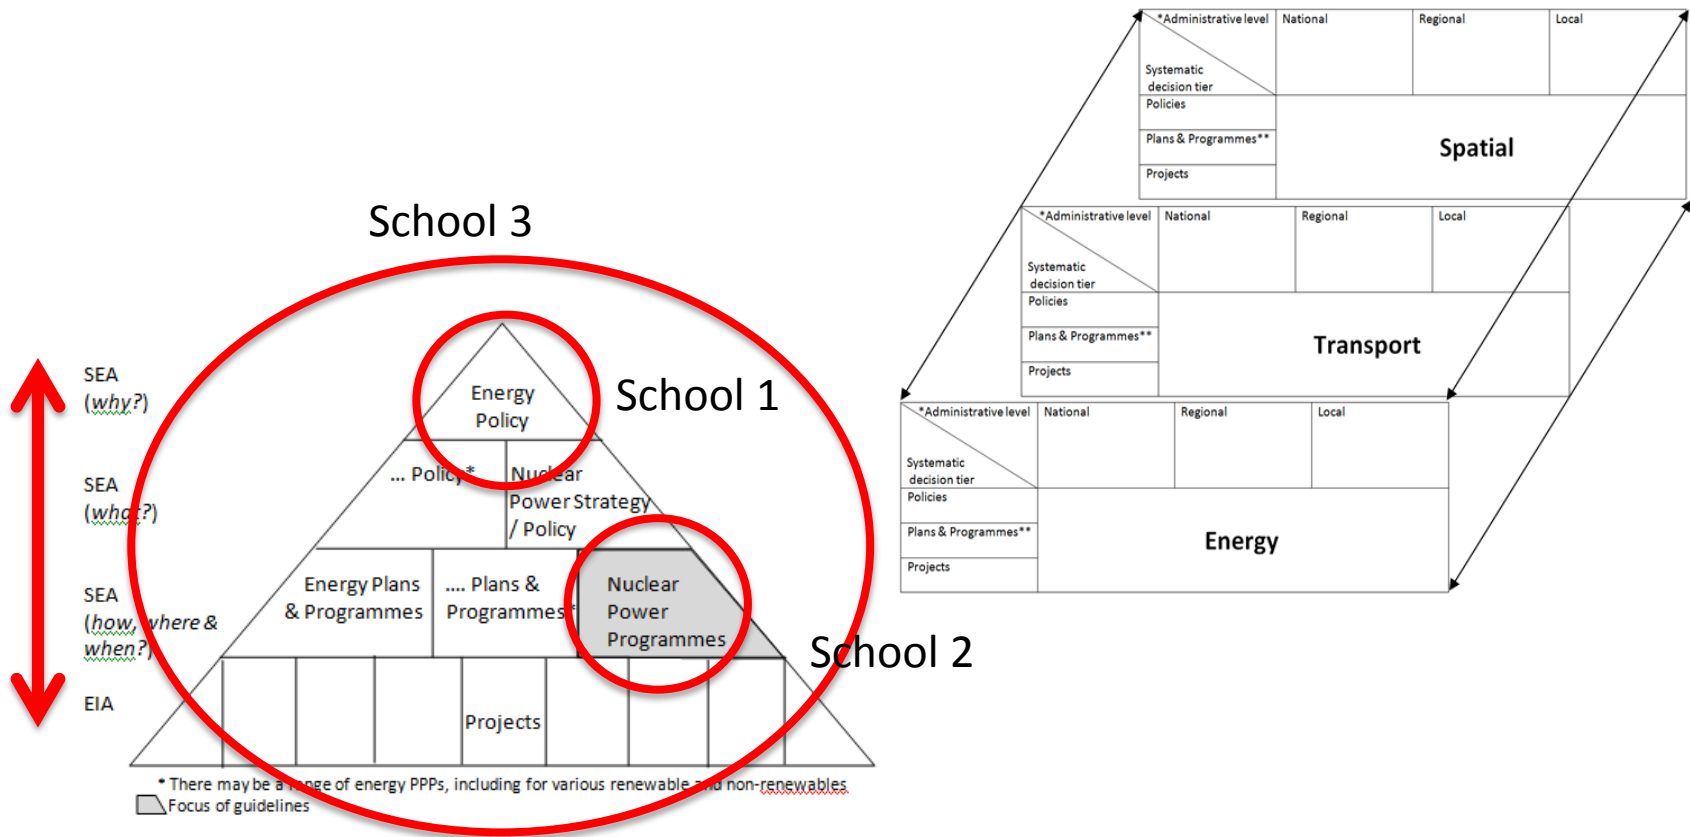 School 3
School 1
School 2
SEA
(why?)
SEA
(what?)
SEA
(how, where &
when?)
EIA
Energy
Policy
... Policy*
Nuclear
Power Strategy
/ Policy
Energy Plans
& Programmes
.... Plans &
Programmes*
Nuclear
Power
Programmes
Projects
* There may be a range of energy PPPs, including for various renewable and non-renewables
Focus of guidelines
*Administrative level
National
Regional
Local
Systematic
decision tier
Policies
Plans & Programmes**
Projects
Spatial
*Administrative level
National
Regional
Local
Systematic
decision tier
Policies
Plans & Programmes**
Projects
Transport
*Administrative level
National
Regional
Local
Systematic
decision tier
Policies
Plans & Programmes**
Projects
Energy